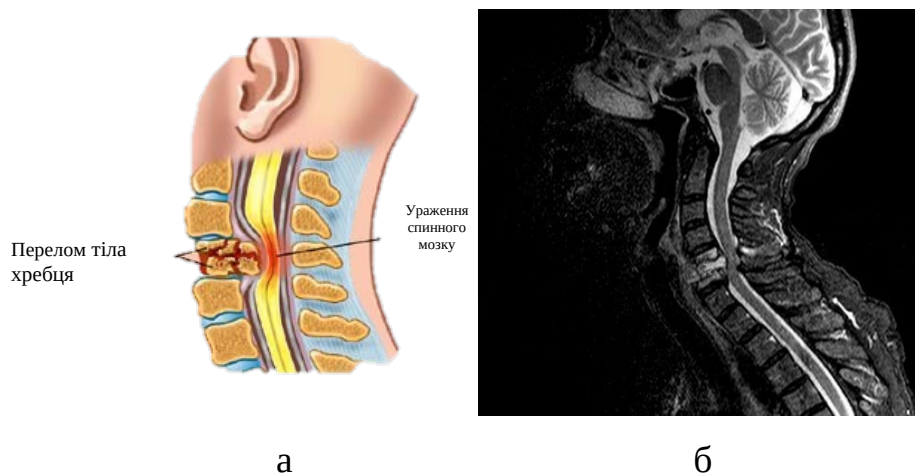 Перелом тіла
хребця
Ураження
спинного
мозку
а
б